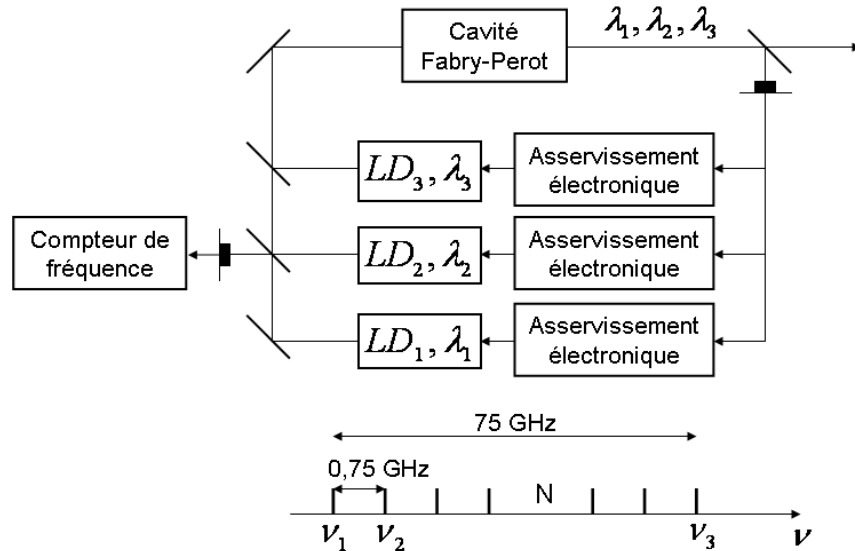 Cavité
Fabry-Perot
λ₁, λ₂, λ₃
LD₃, λ₃
Asservissement
électronique
Compteur de
fréquence
LD₂, λ₂
Asservissement
électronique
LD₁, λ₁
Asservissement
électronique
75 GHz
0,75 GHz
N
ν₁ ν₂ ν₃ ν